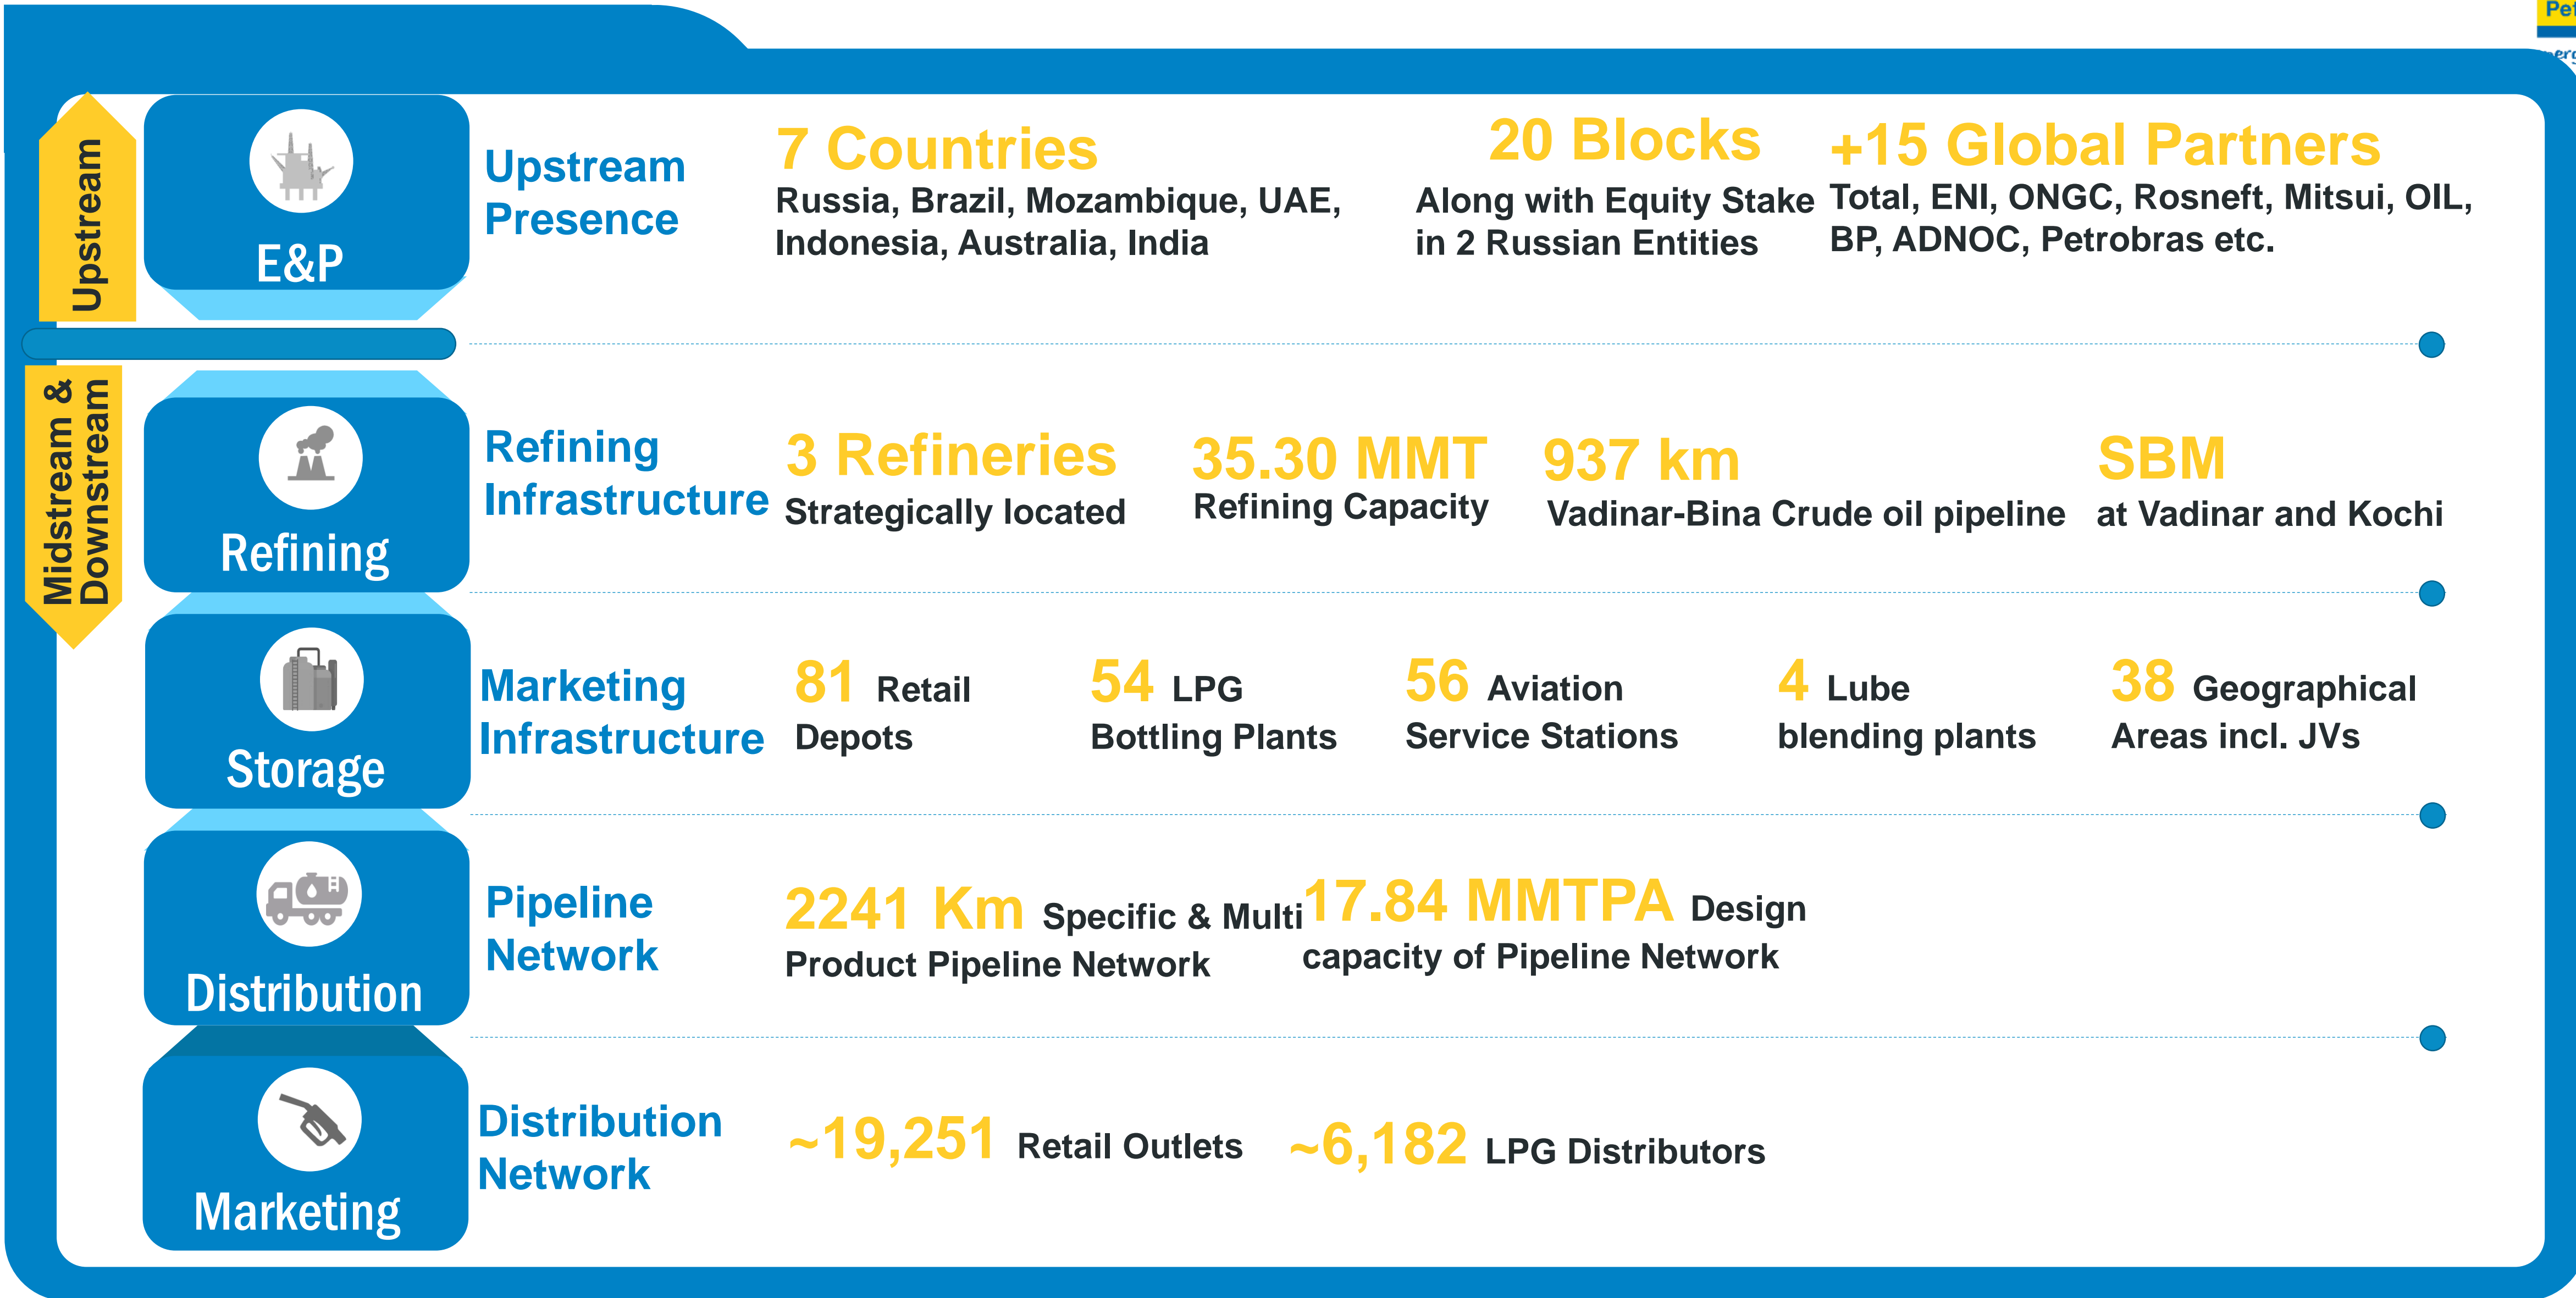 Upstream
E&P
Upstream
Presence
7 Countries
Russia, Brazil, Mozambique, UAE,
Indonesia, Australia, India
20 Blocks
Along with Equity Stake
in 2 Russian Entities
+15 Global Partners
Total, ENI, ONGC, Rosneft, Mitsui, OIL,
BP, ADNOC, Petrobras etc.
Midstream &
Downstream
Refining
Refining
Infrastructure
3 Refineries
Strategically located
35.30 MMT
Refining Capacity
937 km
Vadinar-Bina Crude oil pipeline
SBM
at Vadinar and Kochi
Storage
Marketing
Infrastructure
81 Retail
Depots
54 LPG
Bottling Plants
56 Aviation
Service Stations
4 Lube
blending plants
38 Geographical
Areas incl. JVs
Distribution
Pipeline
Network
2241 Km Specific & Multi
Product Pipeline Network
17.84 MMTPA Design
capacity of Pipeline Network
Marketing
Distribution
Network
~19,251 Retail Outlets
~6,182 LPG Distributors